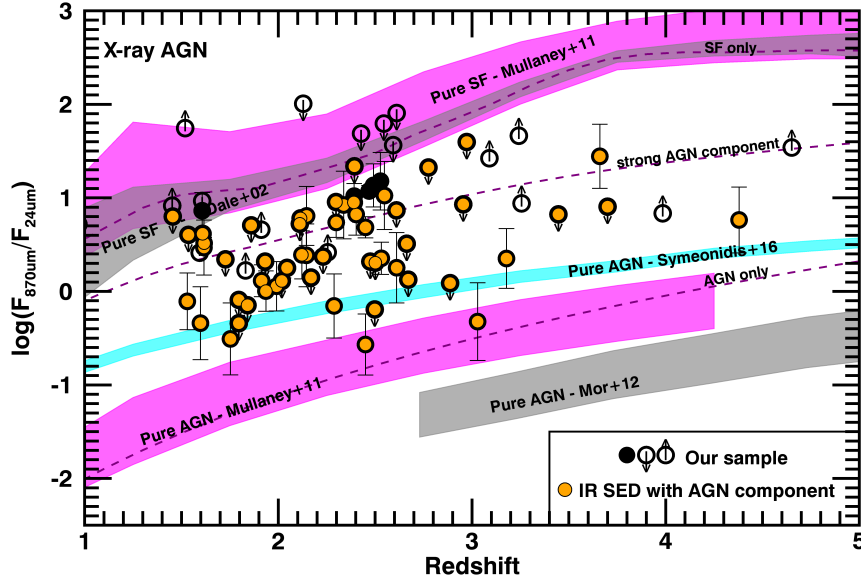 X-ray AGN
Pure SF - Mullaney+11
SF only
strong AGN component
Pure SF - Dale+02
Pure AGN - Symeonidis+16
AGN only
Pure AGN - Mullaney+11
Pure AGN - Mor+12
Our sample
IR SED with AGN component
3
2
1
0
-1
-2
log(F870um/F24um)
1
2
3
4
5
Redshift